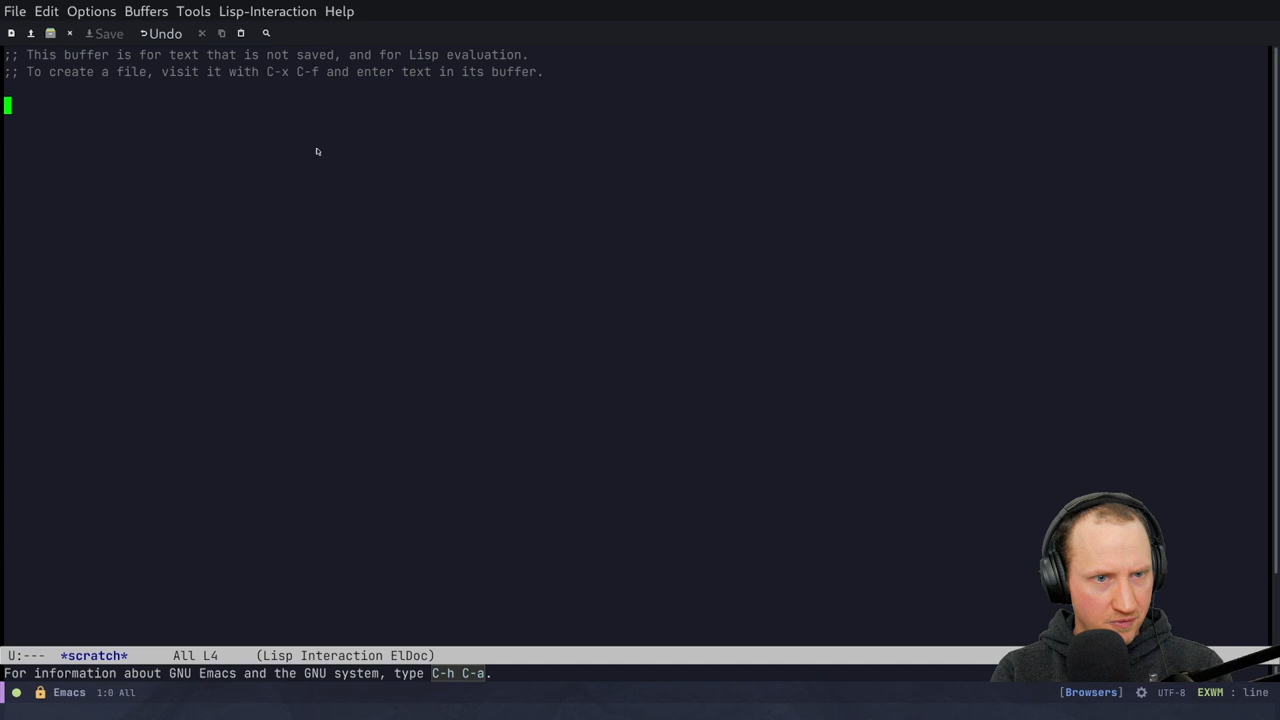 File Edit Options Buffers Tools Lisp-Interaction Help
Save Undo
;; This buffer is for text that is not saved, and for Lisp evaluation.
;; To create a file, visit it with C-x C-f and enter text in its buffer.
U:--- *scratch* All L4 (Lisp Interaction ElDoc)
For information about GNU Emacs and the GNU system, type C-h C-a.
Emacs 1:0 All [Browsers] UTF-8 EXWM : line